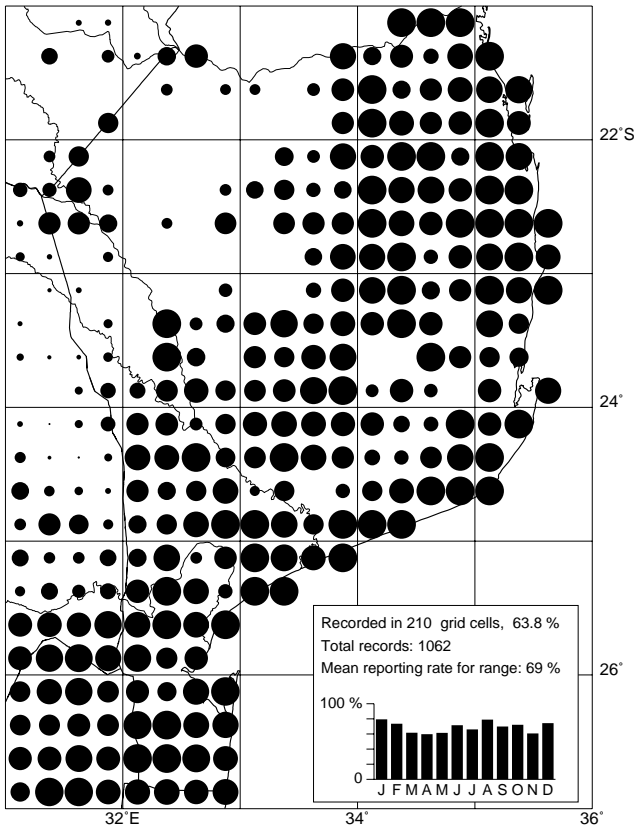 22°S
24°
Recorded in 210 grid cells, 63.8 %
Total records: 1062
Mean reporting rate for range: 69 %
26°
100 %
0
J F M A M J J A S O N D
32°E 34° 36°